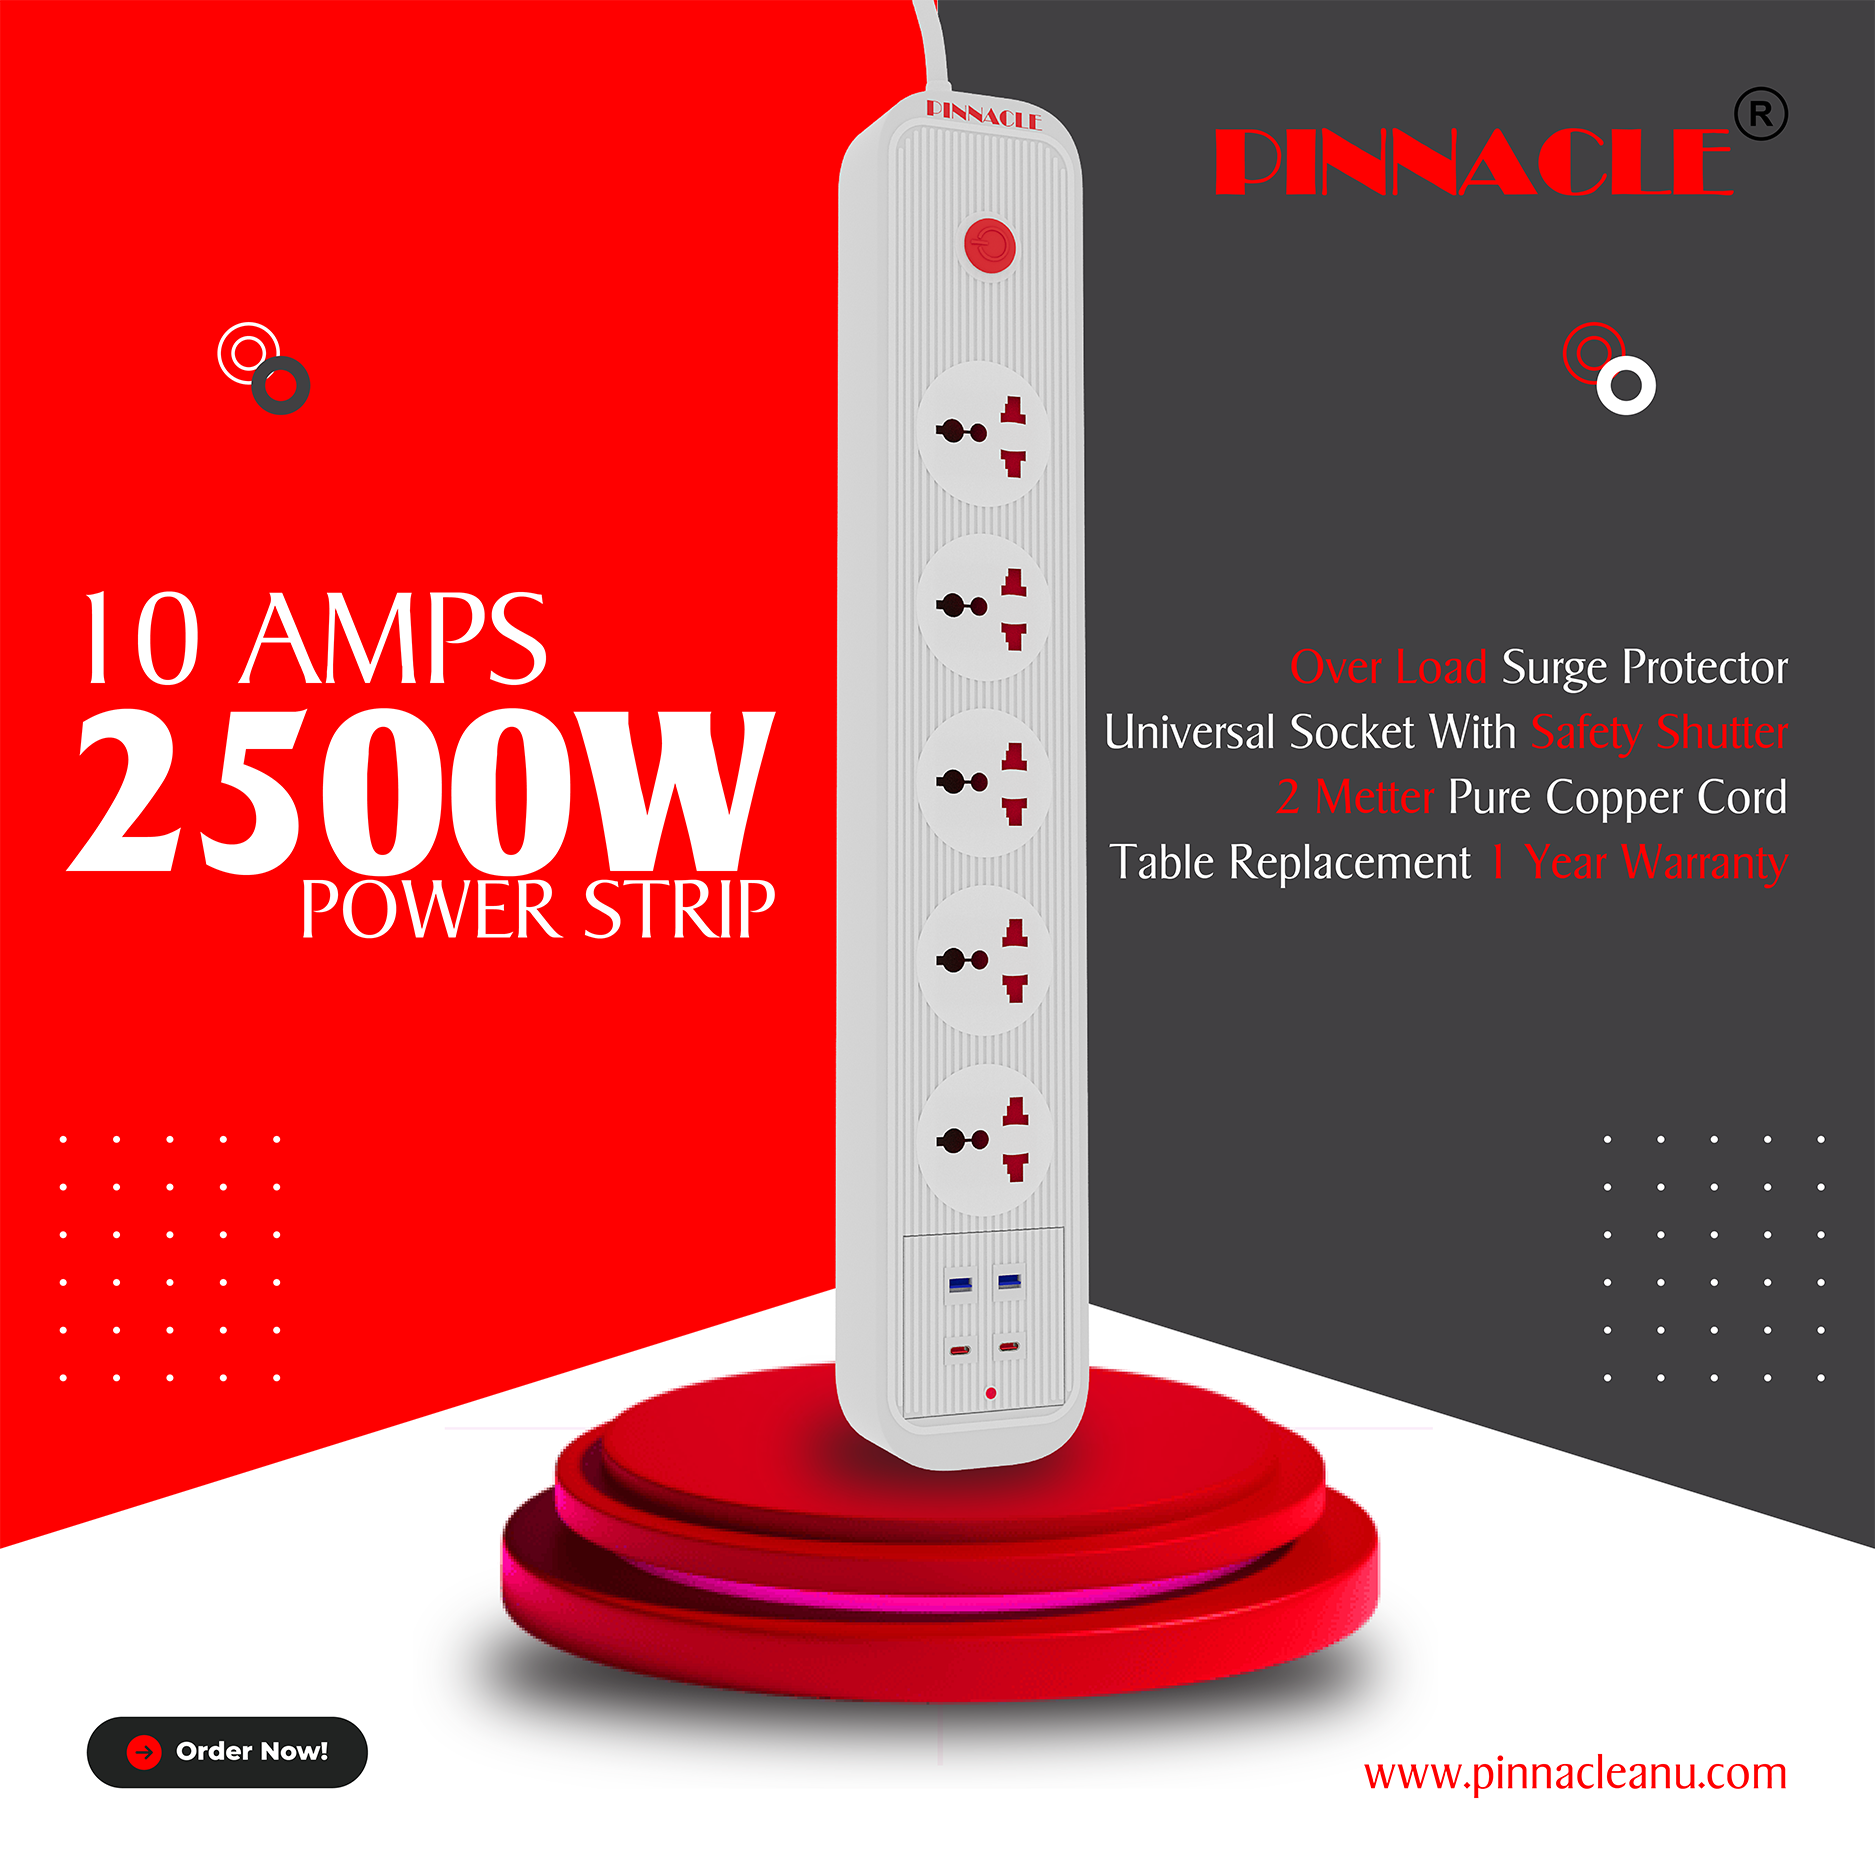 PINNACLE
PINNACLE®
10 AMPS
2500W
POWER STRIP
Over Load Surge Protector
Universal Socket With Safety Shutter
2 Metter Pure Copper Cord
Table Replacement 1 Year Warranty
Order Now!
www.pinnacleanu.com